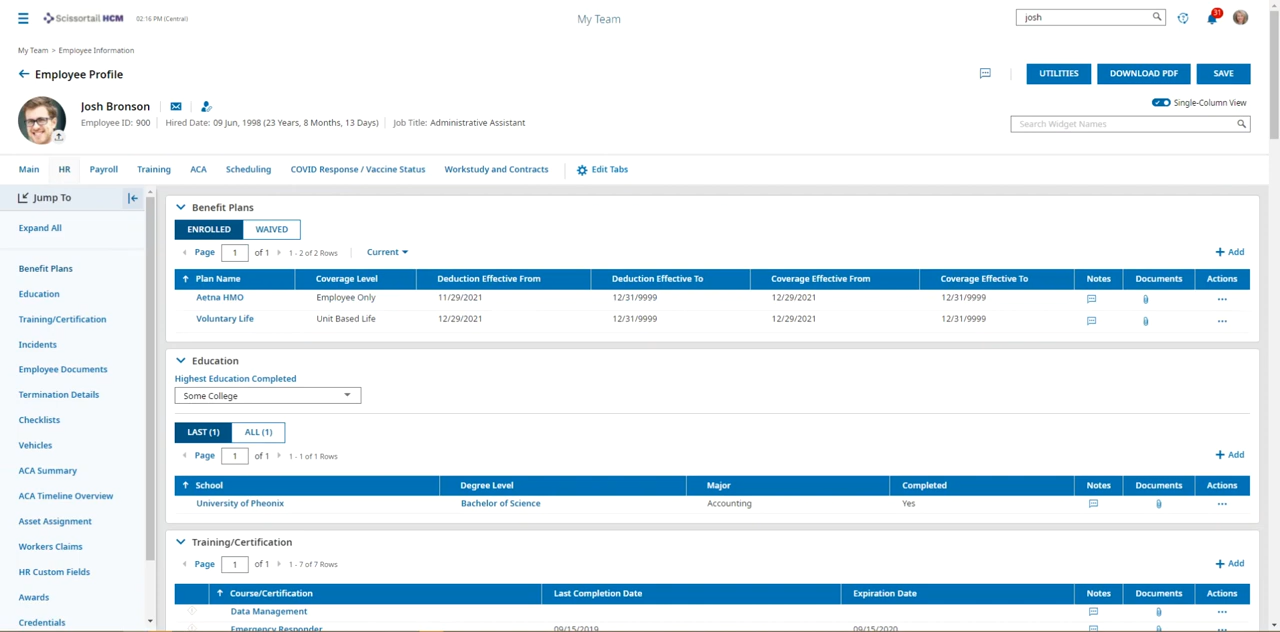 Scissortail HCM 02:16 PM (Central) My Team josh 31
My Team > Employee Information
Employee Profile UTILITIES DOWNLOAD PDF SAVE
Josh Bronson Single-Column View
Employee ID: 900 Hired Date: 09 Jun, 1998 (23 Years, 8 Months, 13 Days) Job Title: Administrative Assistant Search Widget Names
Main HR Payroll Training ACA Scheduling COVID Response / Vaccine Status Workstudy and Contracts Edit Tabs
Jump To
Expand All
Benefit Plans
Education
Training/Certification
Incidents
Employee Documents
Termination Details
Checklists
Vehicles
ACA Summary
ACA Timeline Overview
Asset Assignment
Workers Claims
HR Custom Fields
Awards
Credentials
Benefit Plans
ENROLLED WAIVED
Page 1 of 1 1 - 2 of 2 Rows Current + Add
Plan Name Coverage Level Deduction Effective From Deduction Effective To Coverage Effective From Coverage Effective To Notes Documents Actions
Aetna HMO Employee Only 11/29/2021 12/31/9999 12/29/2021 12/31/9999
Voluntary Life Unit Based Life 12/29/2021 12/31/9999 12/29/2021 12/31/9999
Education
Highest Education Completed
Some College
LAST (1) ALL (1)
Page 1 of 1 1 - 1 of 1 Rows + Add
School Degree Level Major Completed Notes Documents Actions
University of Pheonix Bachelor of Science Accounting Yes
Training/Certification
Page 1 of 1 1 - 7 of 7 Rows + Add
Course/Certification Last Completion Date Expiration Date Notes Documents Actions
Data Management
Emergency Responder 09/15/2019 09/15/2020